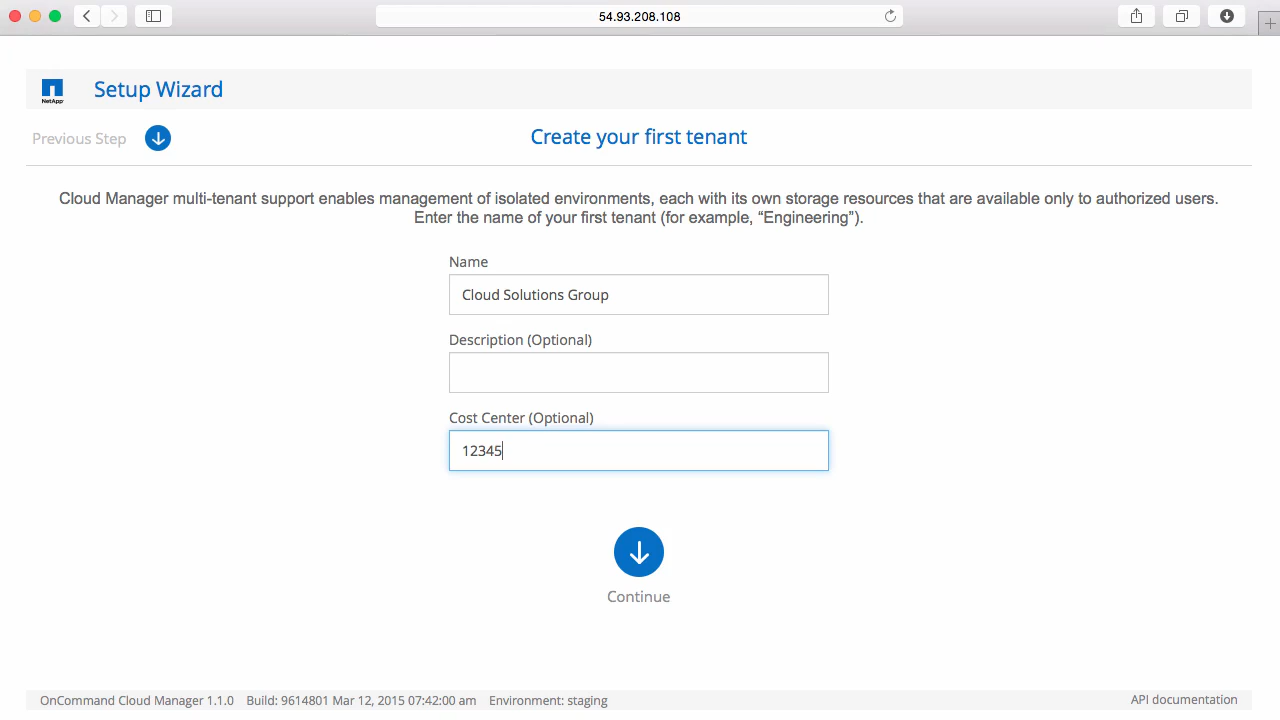 54.93.208.108
NetApp
Setup Wizard
Previous Step
Create your first tenant
Cloud Manager multi-tenant support enables management of isolated environments, each with its own storage resources that are available only to authorized users.
Enter the name of your first tenant (for example, “Engineering”).
Name
Cloud Solutions Group
Description (Optional)
Cost Center (Optional)
12345
Continue
OnCommand Cloud Manager 1.1.0 Build: 9614801 Mar 12, 2015 07:42:00 am Environment: staging API documentation